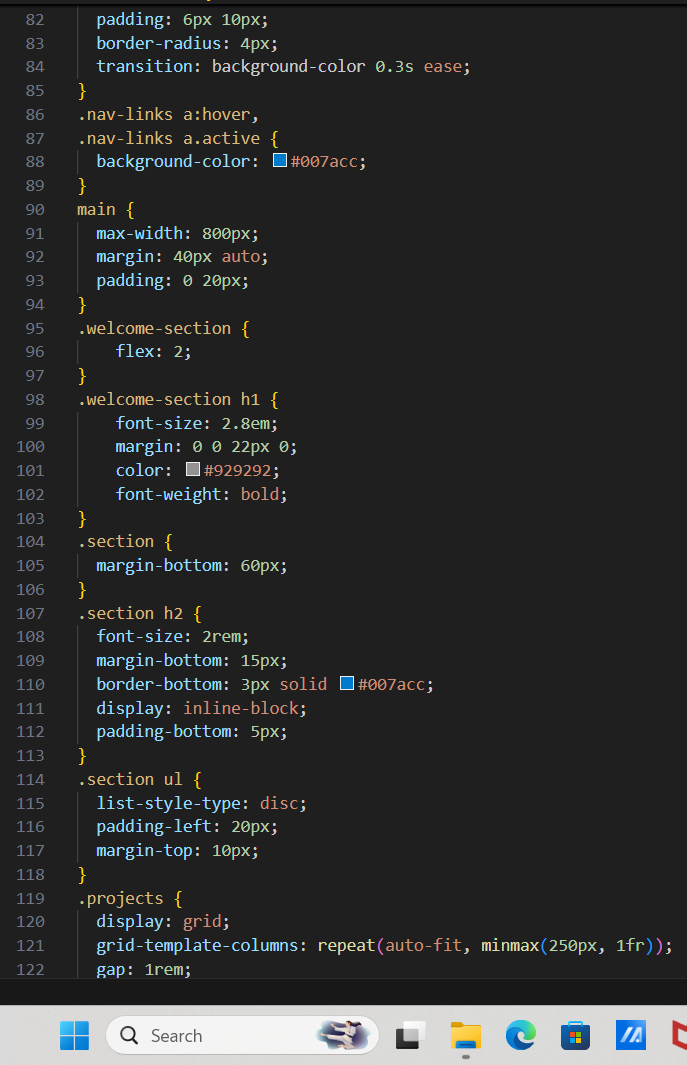 82 padding: 6px 10px;
83 border-radius: 4px;
84 transition: background-color 0.3s ease;
85 }
86 .nav-links a:hover,
87 .nav-links a.active {
88 background-color: #007acc;
89 }
90 main {
91 max-width: 800px;
92 margin: 40px auto;
93 padding: 0 20px;
94 }
95 .welcome-section {
96 flex: 2;
97 }
98 .welcome-section h1 {
99 font-size: 2.8em;
100 margin: 0 0 22px 0;
101 color: #929292;
102 font-weight: bold;
103 }
104 .section {
105 margin-bottom: 60px;
106 }
107 .section h2 {
108 font-size: 2rem;
109 margin-bottom: 15px;
110 border-bottom: 3px solid #007acc;
111 display: inline-block;
112 padding-bottom: 5px;
113 }
114 .section ul {
115 list-style-type: disc;
116 padding-left: 20px;
117 margin-top: 10px;
118 }
119 .projects {
120 display: grid;
121 grid-template-columns: repeat(auto-fit, minmax(250px, 1fr));
122 gap: 1rem;
Search